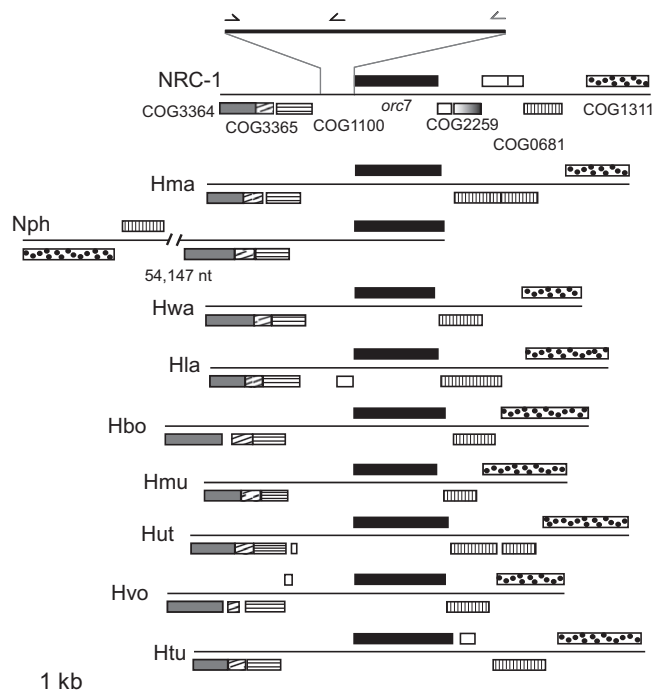 NRC-1
COG3364
COG3365
COG1100
orc7
COG2259
COG0681
COG1311
Hma
Nph
54,147 nt
Hwa
Hla
Hbo
Hmu
Hut
Hvo
Htu
1 kb